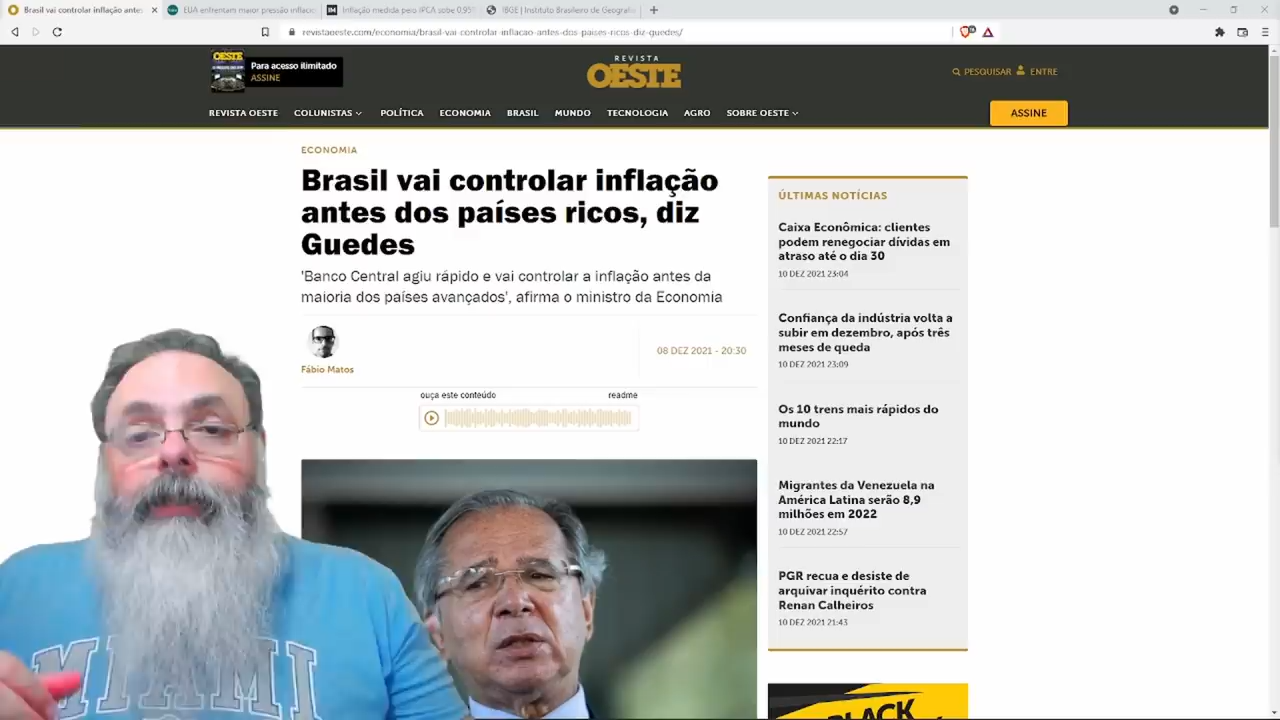 Brasil vai controlar inflação antes
EUA enfrentam maior pressão inflacio
Inflação medida pelo IPCA sobe 0,95
IBGE | Instituto Brasileiro de Geografia
revistaoeste.com/economia/brasil-vai-controlar-inflacao-antes-dos-paises-ricos-diz-guedes/
OESTE
Para acesso ilimitado
ASSINE
REVISTA
OESTE
PESQUISAR
ENTRE
REVISTA OESTE
COLUNISTAS
POLÍTICA
ECONOMIA
BRASIL
MUNDO
TECNOLOGIA
AGRO
SOBRE OESTE
ASSINE
ECONOMIA
Brasil vai controlar inflação
antes dos países ricos, diz
Guedes
'Banco Central agiu rápido e vai controlar a inflação antes da
maioria dos países avançados', afirma o ministro da Economia
Fábio Matos
08 DEZ 2021 - 20:30
ouça este conteúdo
readme
ÚLTIMAS NOTÍCIAS
Caixa Econômica: clientes
podem renegociar dívidas em
atraso até o dia 30
10 DEZ 2021 23:04
Confiança da indústria volta a
subir em dezembro, após três
meses de queda
10 DEZ 2021 23:09
Os 10 trens mais rápidos do
mundo
10 DEZ 2021 22:17
Migrantes da Venezuela na
América Latina serão 8,9
milhões em 2022
10 DEZ 2021 22:57
PGR recua e desiste de
arquivar inquérito contra
Renan Calheiros
10 DEZ 2021 21:43
BLACK
MIAMI